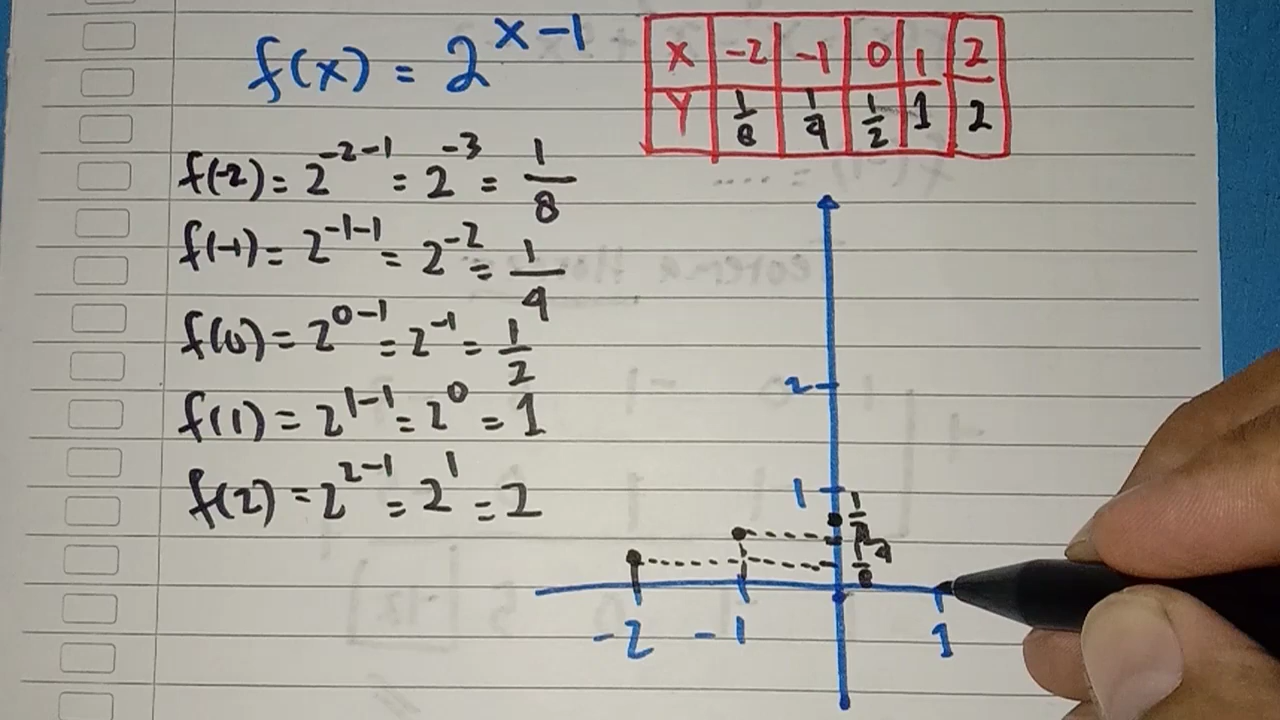 f(x) = 2^{x-1}
X | -2 | -1 | 0 | 1 | 2
Y | 1/8 | 1/4 | 1/2 | 1 | 2
f(-2) = 2^{-2-1} = 2^{-3} = 1/8
f(-1) = 2^{-1-1} = 2^{-2} = 1/4
f(0) = 2^{0-1} = 2^{-1} = 1/2
f(1) = 2^{1-1} = 2^{0} = 1
f(2) = 2^{2-1} = 2^{1} = 2
2
1
1/2
1/4
1/8
-2 -1 1